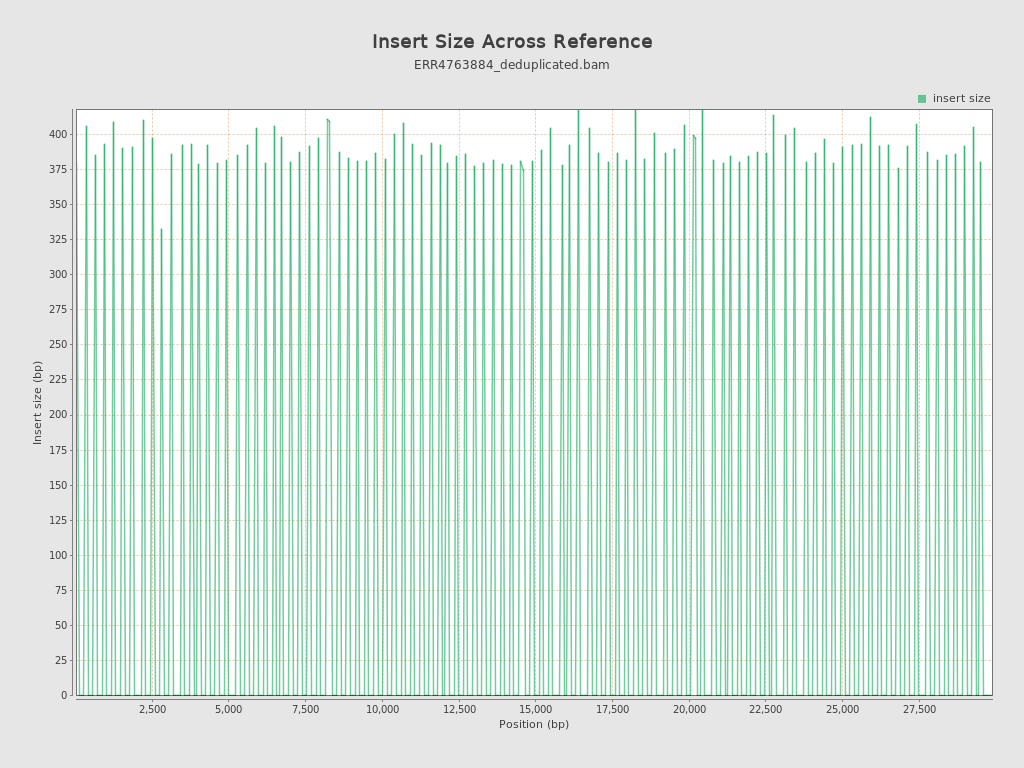 Insert Size Across Reference
ERR4763884_deduplicated.bam
insert size
400
375
350
325
300
275
250
225
200
175
150
125
100
75
50
25
0
Insert size (bp)
2,500 5,000 7,500 10,000 12,500 15,000 17,500 20,000 22,500 25,000 27,500
Position (bp)